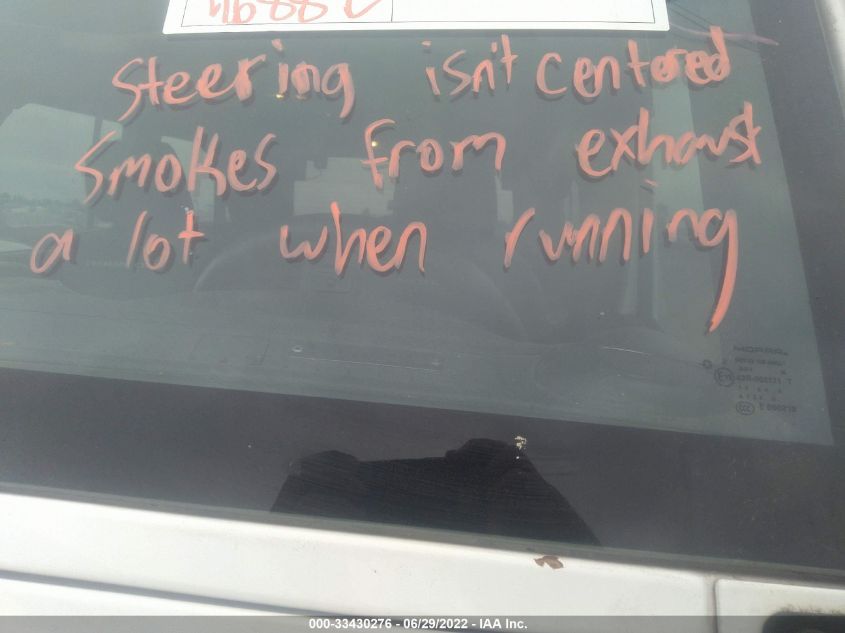 Steering isn't centered
Smokes from exhaust
a lot when running
000-33430276 - 06/29/2022 - IAA Inc.